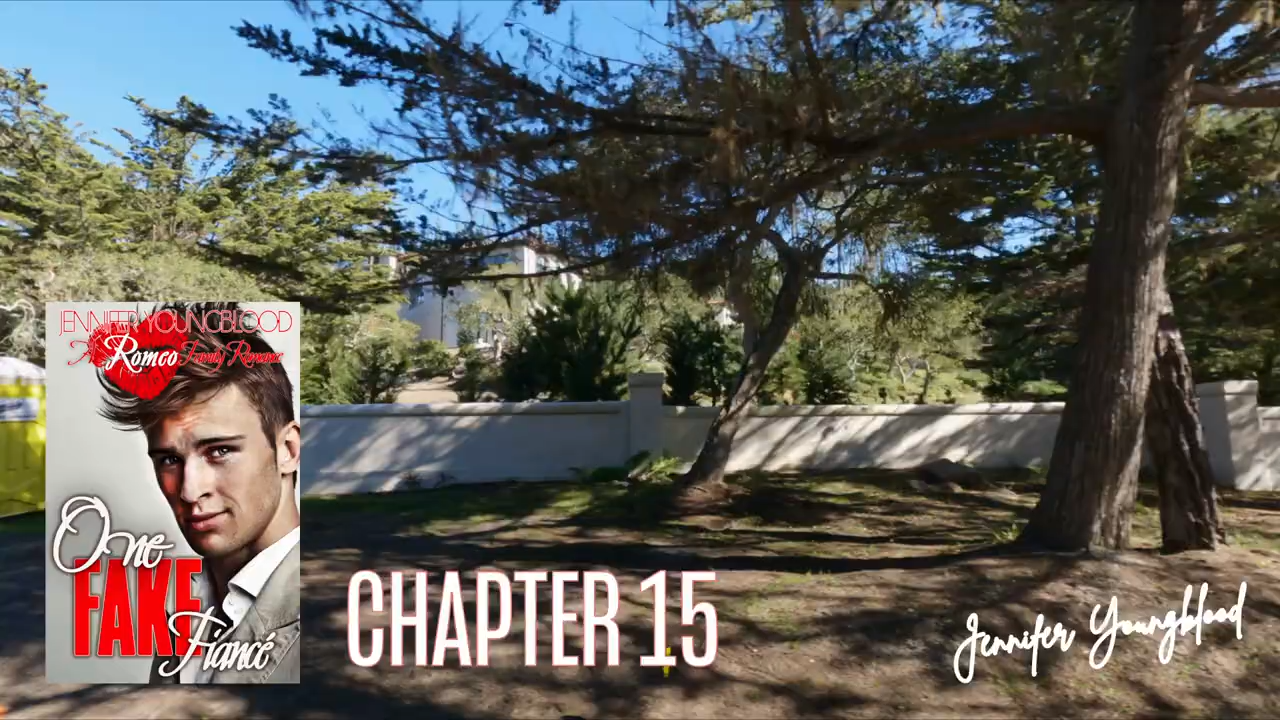 JENNIFER YOUNGBLOOD
A Romeo Family Romance
One
FAKE
Fiancé
CHAPTER 15
Jennifer Youngblood